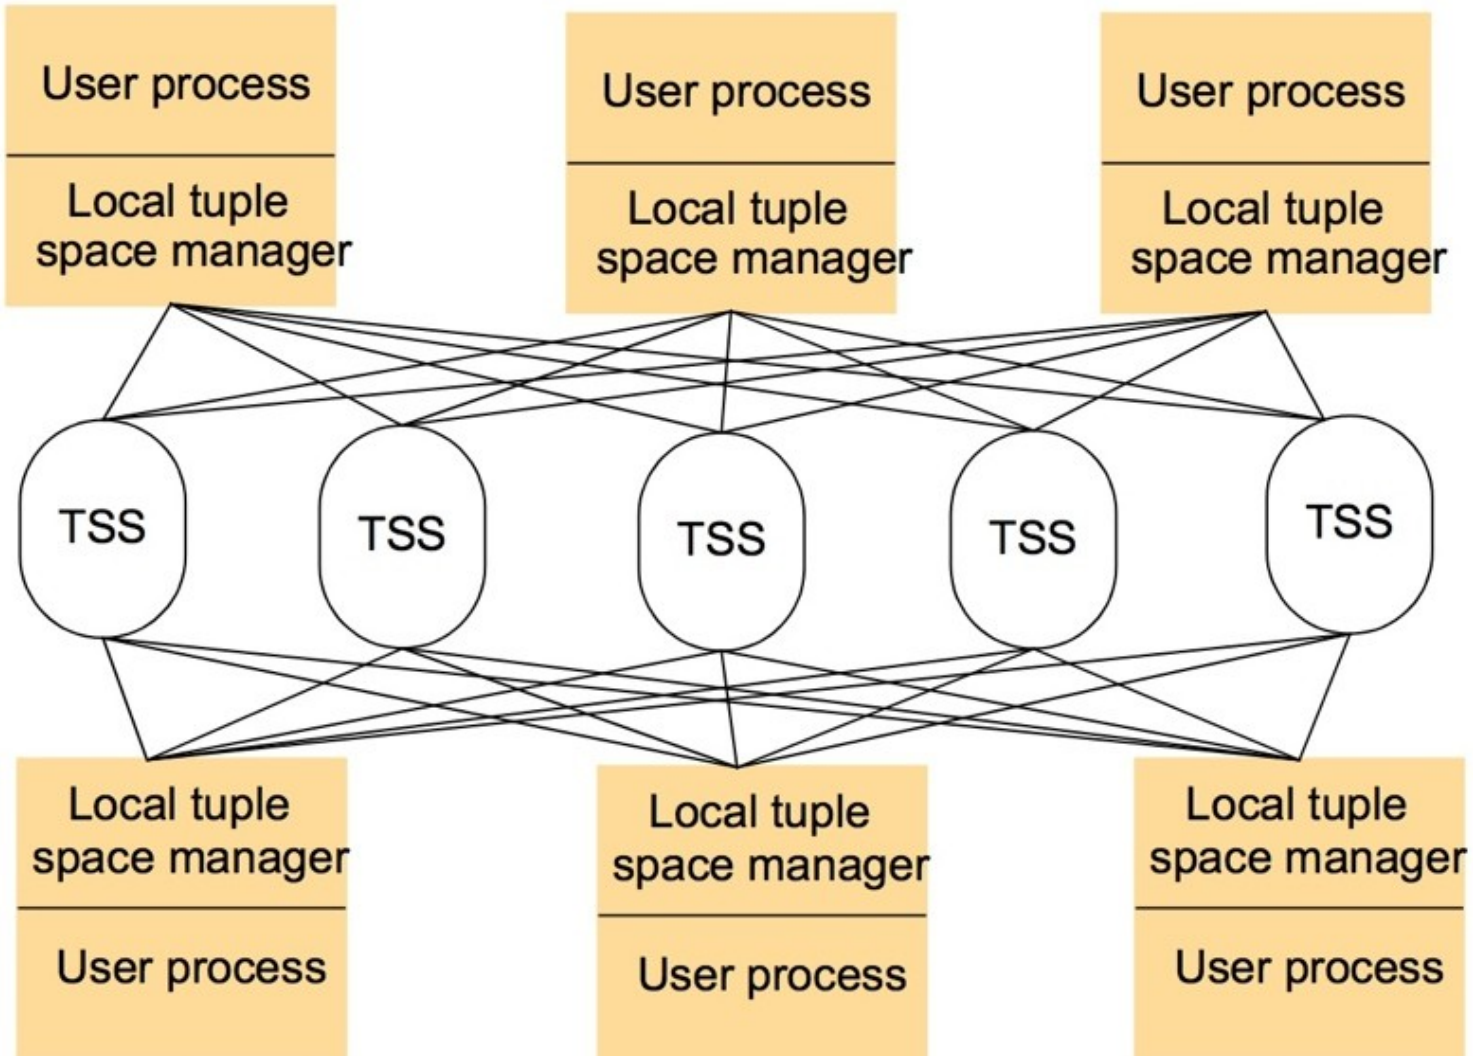 User process
Local tuple
space manager
User process
Local tuple
space manager
User process
Local tuple
space manager
TSS
TSS
TSS
TSS
TSS
Local tuple
space manager
User process
Local tuple
space manager
User process
Local tuple
space manager
User process